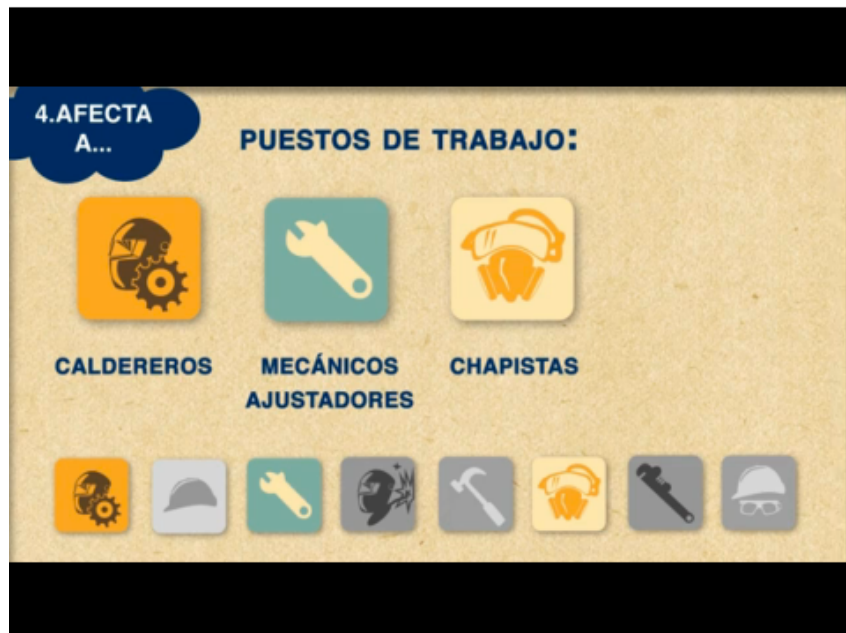 4.AFECTA
A...
PUESTOS DE TRABAJO:
CALDEREROS
MECÁNICOS
AJUSTADORES
CHAPISTAS